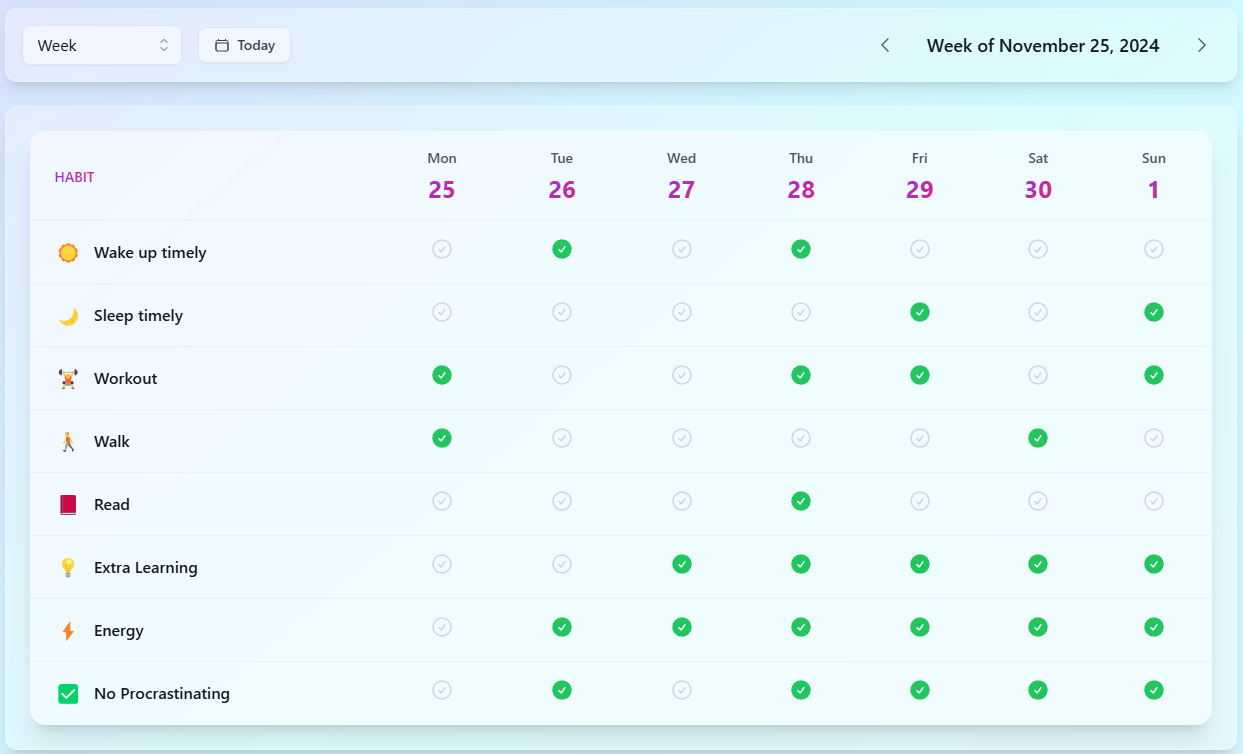 Week
Today
Week of November 25, 2024
HABIT
Mon Tue Wed Thu Fri Sat Sun
25 26 27 28 29 30 1
Wake up timely
Sleep timely
Workout
Walk
Read
Extra Learning
Energy
No Procrastinating